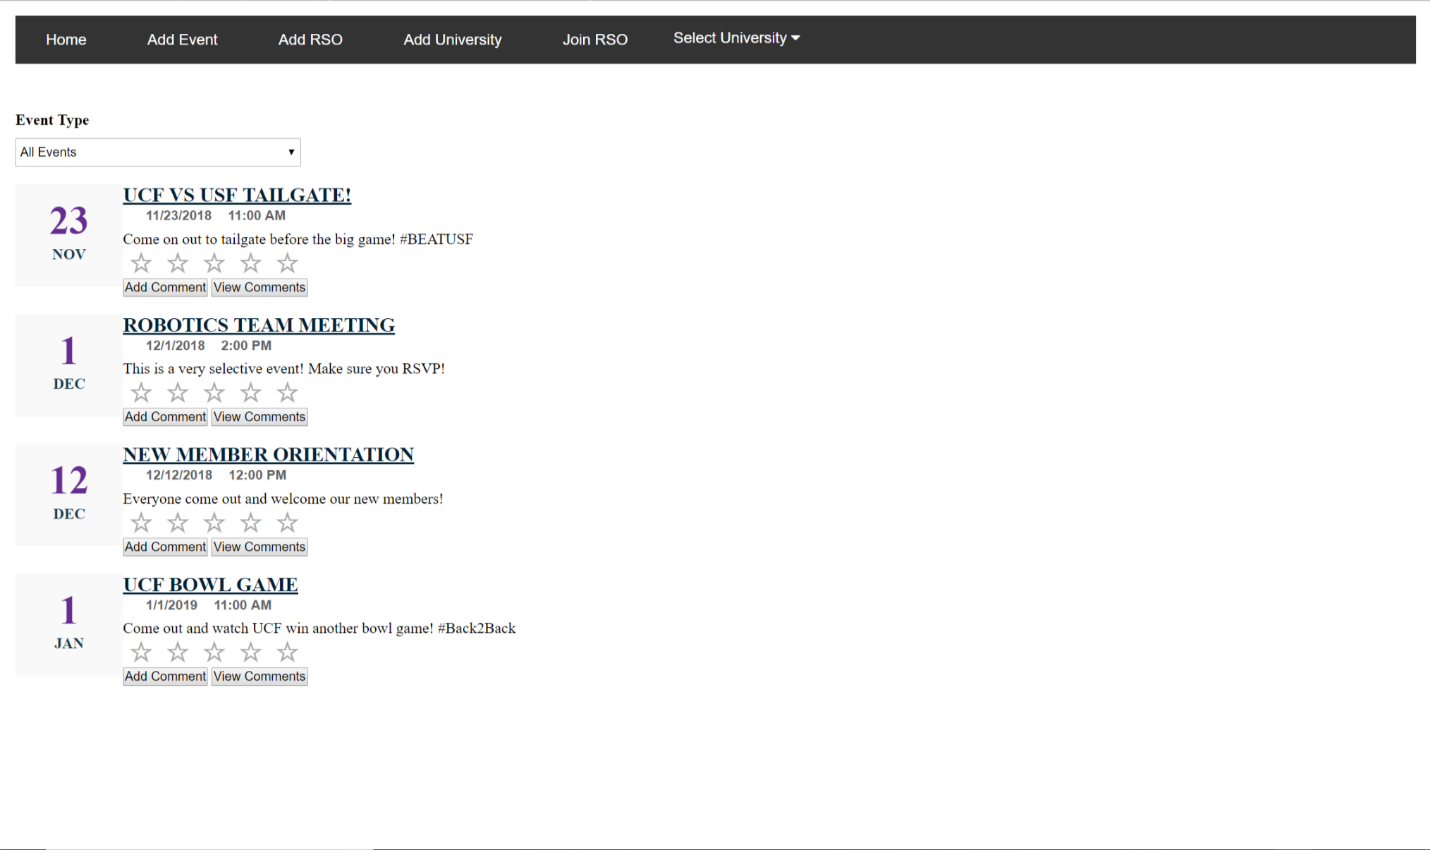 Home Add Event Add RSO Add University Join RSO Select University
Event Type
All Events
23
NOV
UCF VS USF TAILGATE!
11/23/2018 11:00 AM
Come on out to tailgate before the big game! #BEATUSF
Add Comment View Comments
1
DEC
ROBOTICS TEAM MEETING
12/1/2018 2:00 PM
This is a very selective event! Make sure you RSVP!
Add Comment View Comments
12
DEC
NEW MEMBER ORIENTATION
12/12/2018 12:00 PM
Everyone come out and welcome our new members!
Add Comment View Comments
1
JAN
UCF BOWL GAME
1/1/2019 11:00 AM
Come out and watch UCF win another bowl game! #Back2Back
Add Comment View Comments